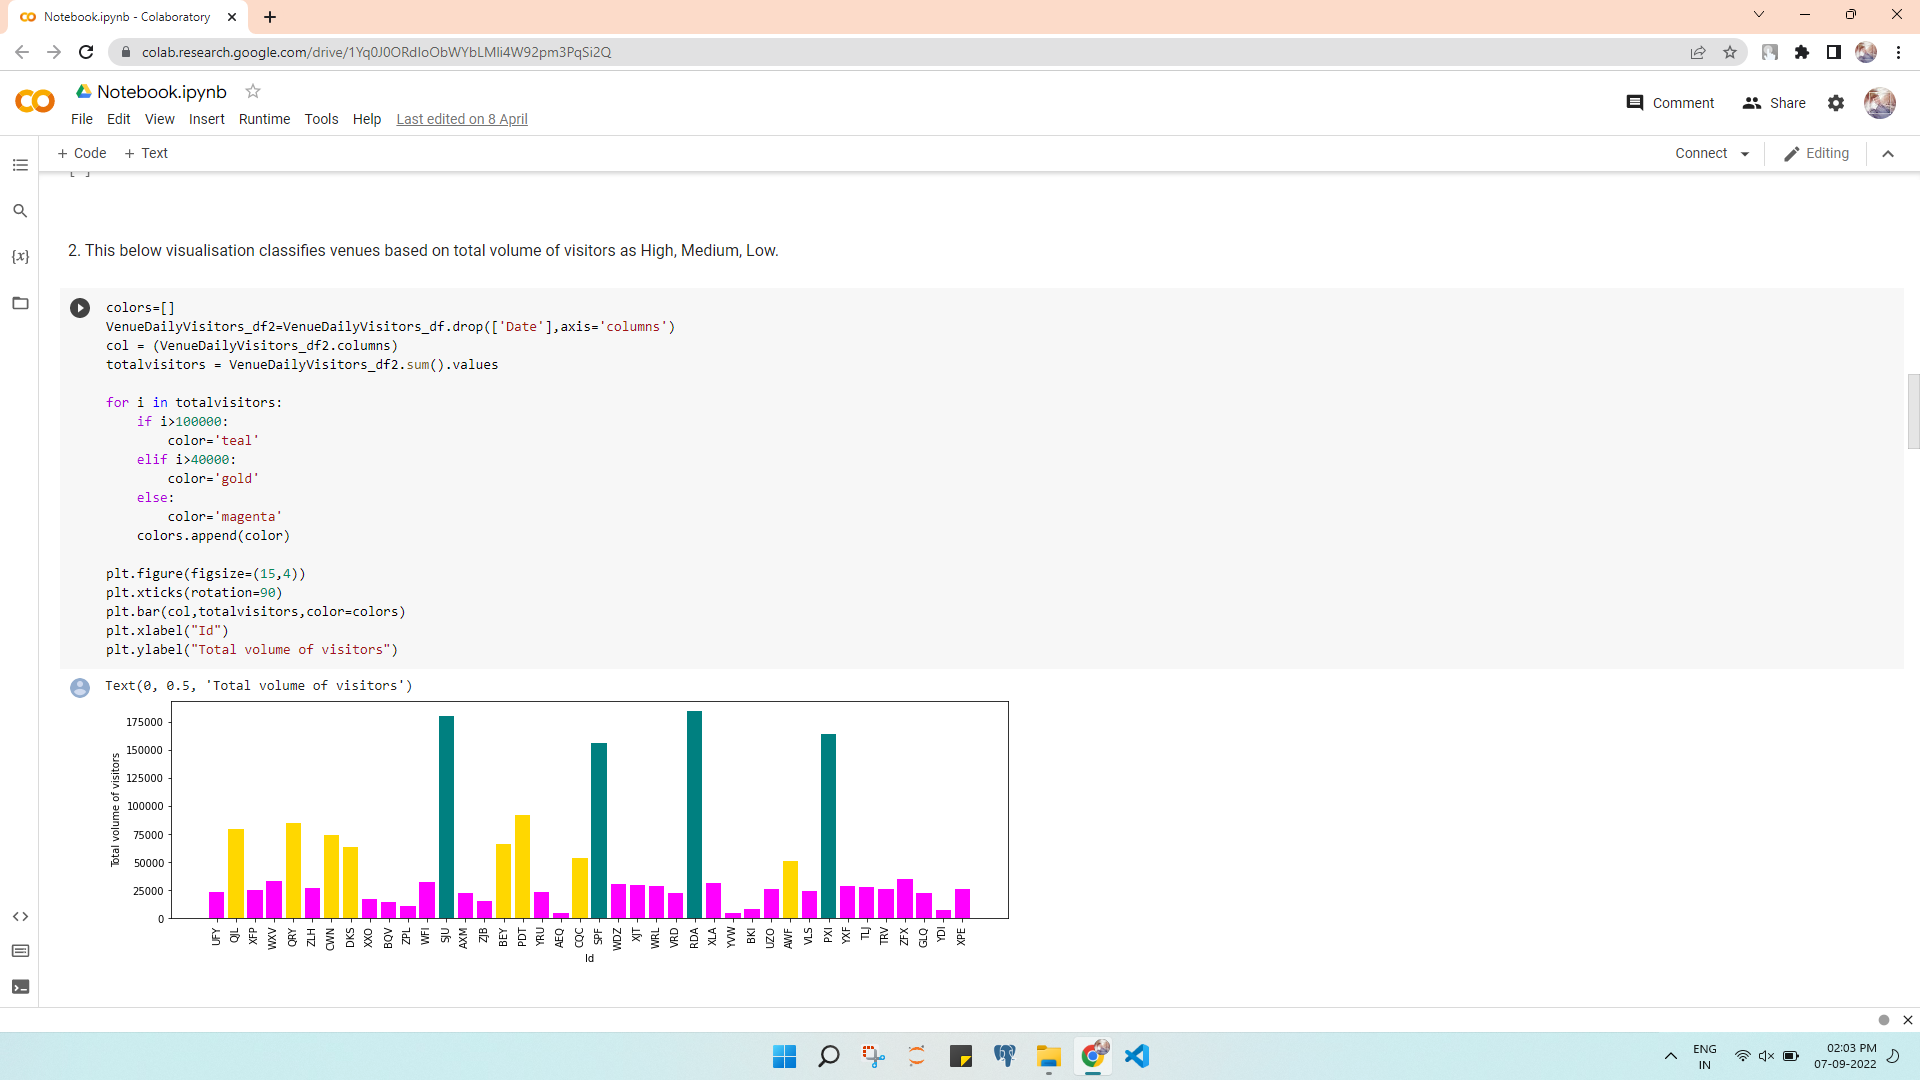 Notebook.ipynb - Colaboratory
colab.research.google.com/drive/1Yq0J0ORdIoObWYbLMli4W92pm3PqSi2Q
Notebook.ipynb
File Edit View Insert Runtime Tools Help Last edited on 8 April
Comment Share
+ Code + Text
Connect Editing
[ ]
{x}
2. This below visualisation classifies venues based on total volume of visitors as High, Medium, Low.
colors=[]
VenueDailyVisitors_df2=VenueDailyVisitors_df.drop(['Date'],axis='columns')
col = (VenueDailyVisitors_df2.columns)
totalvisitors = VenueDailyVisitors_df2.sum().values
for i in totalvisitors:
    if i>100000:
        color='teal'
    elif i>40000:
        color='gold'
    else:
        color='magenta'
    colors.append(color)
plt.figure(figsize=(15,4))
plt.xticks(rotation=90)
plt.bar(col,totalvisitors,color=colors)
plt.xlabel("Id")
plt.ylabel("Total volume of visitors")
Text(0, 0.5, 'Total volume of visitors')
Total volume of visitors
175000
150000
125000
100000
75000
50000
25000
0
UFY QJL XFP WXV QRY ZLH CWN DKS XXO BQV ZPL WFI SJU AXM ZJB BEY PDT YRU AEQ CQC SPF WDZ XJT WRL VRD RDA XLA YVW BKI UZO AWF VLS PXI YXF TLJ TRV ZFX GLQ YDI XPE
Id
ENG
IN
02:03 PM
07-09-2022